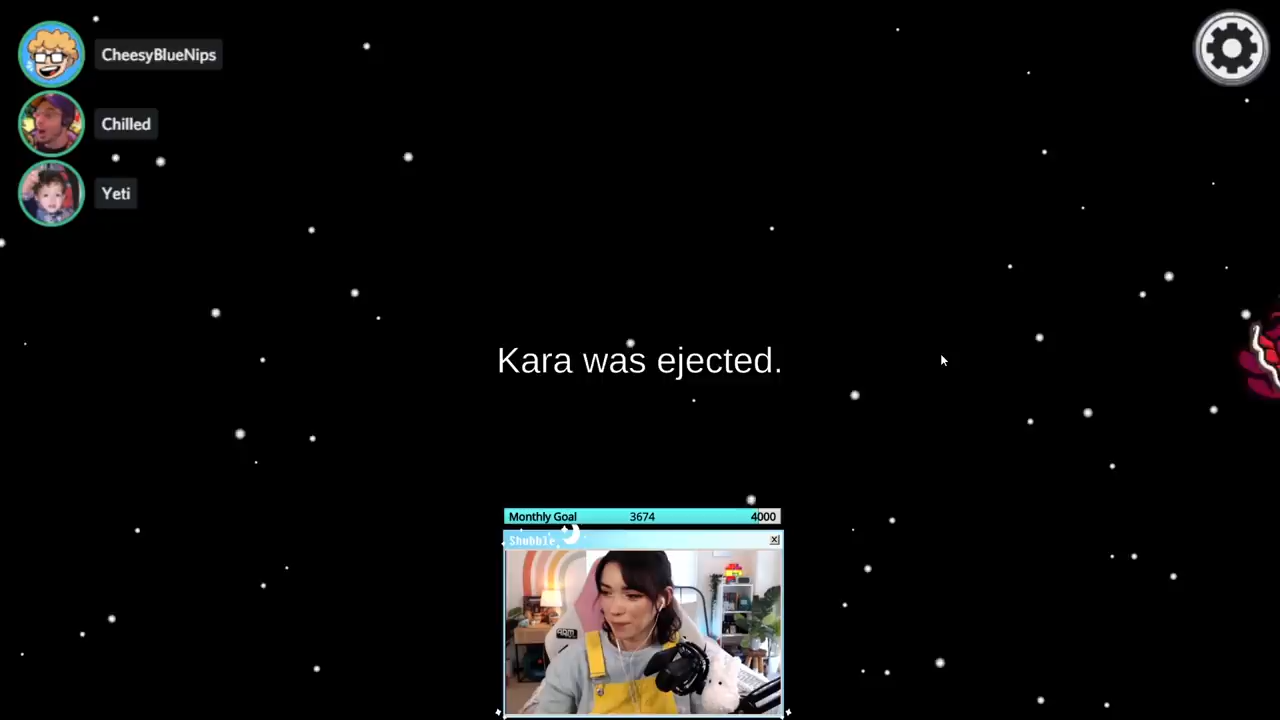 CheesyBlueNips
Chilled
Yeti
Kara was ejected.
Monthly Goal 3674 4000
Shubble